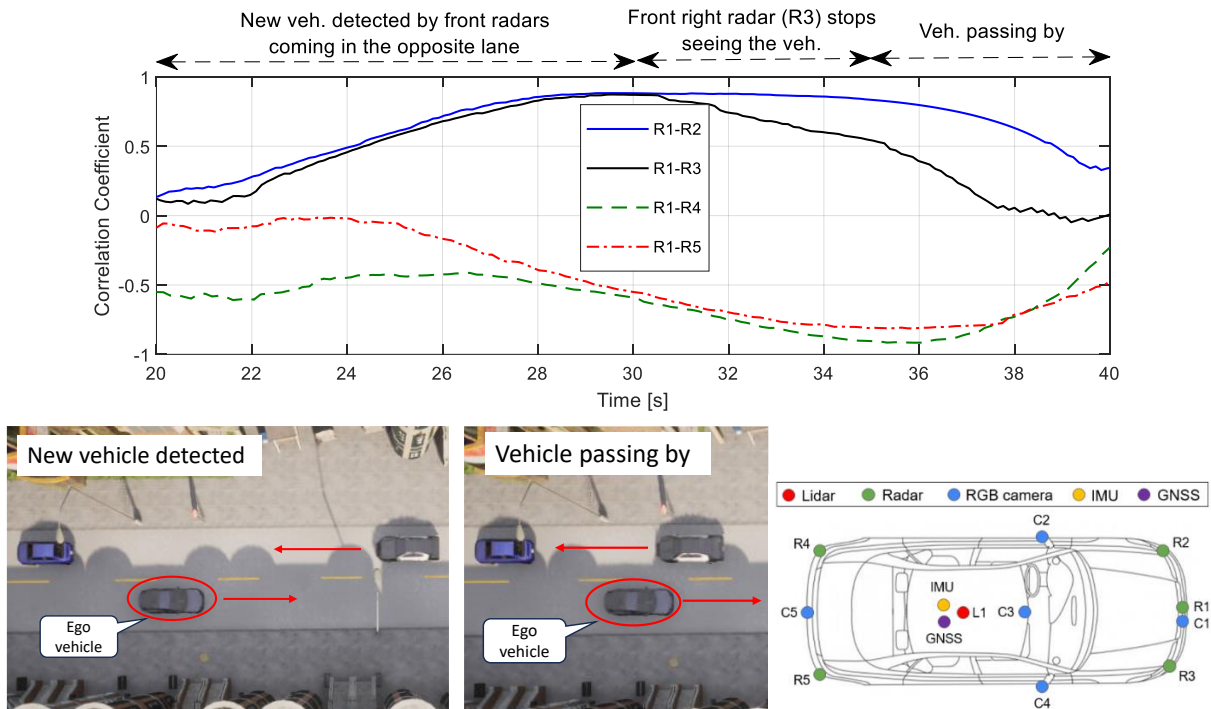 New veh. detected by front radars
coming in the opposite lane
Front right radar (R3) stops
seeing the veh.
Veh. passing by
1
0.5
0
-0.5
-1
Correlation Coefficient
R1-R2
R1-R3
R1-R4
R1-R5
20
22
24
26
28
30
32
34
36
38
40
Time [s]
New vehicle detected
Ego
vehicle
Vehicle passing by
Ego
vehicle
Lidar
Radar
RGB camera
IMU
GNSS
C2
R4
R2
IMU
R1
C5
L1
C3
C1
GNSS
R5
R3
C4